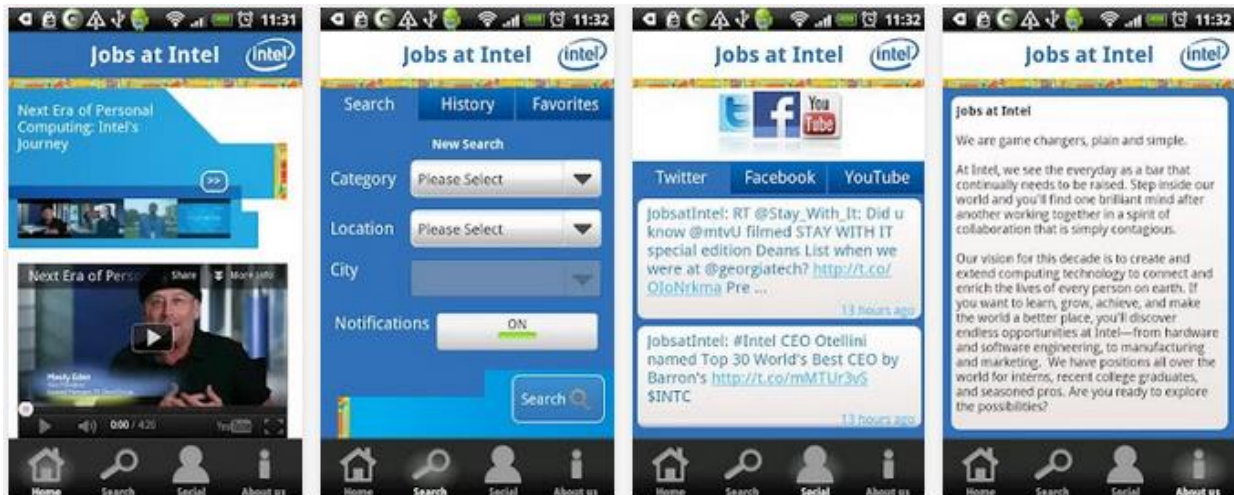 11:31
Jobs at Intel
intel
Next Era of Personal
Computing: Intel's
Journey
>>
Next Era of Perso
Share
More info
0:00 / 4:20
YouTube
Home
Search
Social
About us
11:32
Jobs at Intel
intel
Search
History
Favorites
New Search
Category
Please Select
Location
Please Select
City
Notifications
ON
Search
Home
Search
Social
About us
11:32
Jobs at Intel
intel
You
Tube
Twitter
Facebook
YouTube
JobsatIntel: RT @Stay_With_It: Did u
know @mtvU filmed STAY WITH IT
special edition Deans List when we
were at @georgiatech? http://t.co/
OJoNrkma Pre ...
13 hours ago
JobsatIntel: #Intel CEO Otellini
named Top 30 World's Best CEO by
Barron's http://t.co/mMTUr3vS
$INTC
13 hours ago
Home
Search
Social
About us
11:32
Jobs at Intel
intel
Jobs at Intel
We are game changers, plain and simple.
At Intel, we see the everyday as a bar that
continually needs to be raised. Step inside our
world and you'll find one brilliant mind after
another working together in a spirit of
collaboration that is simply contagious.
Our vision for this decade is to create and
extend computing technology to connect and
enrich the lives of every person on earth. If
you want to learn, grow, achieve, and make
the world a better place, you'll discover
endless opportunities at Intel—from hardware
and software engineering, to manufacturing
and marketing. We have positions all over the
world for interns, recent college graduates,
and seasoned pros. Are you ready to explore
the possibilities?
Home
Search
Social
About us